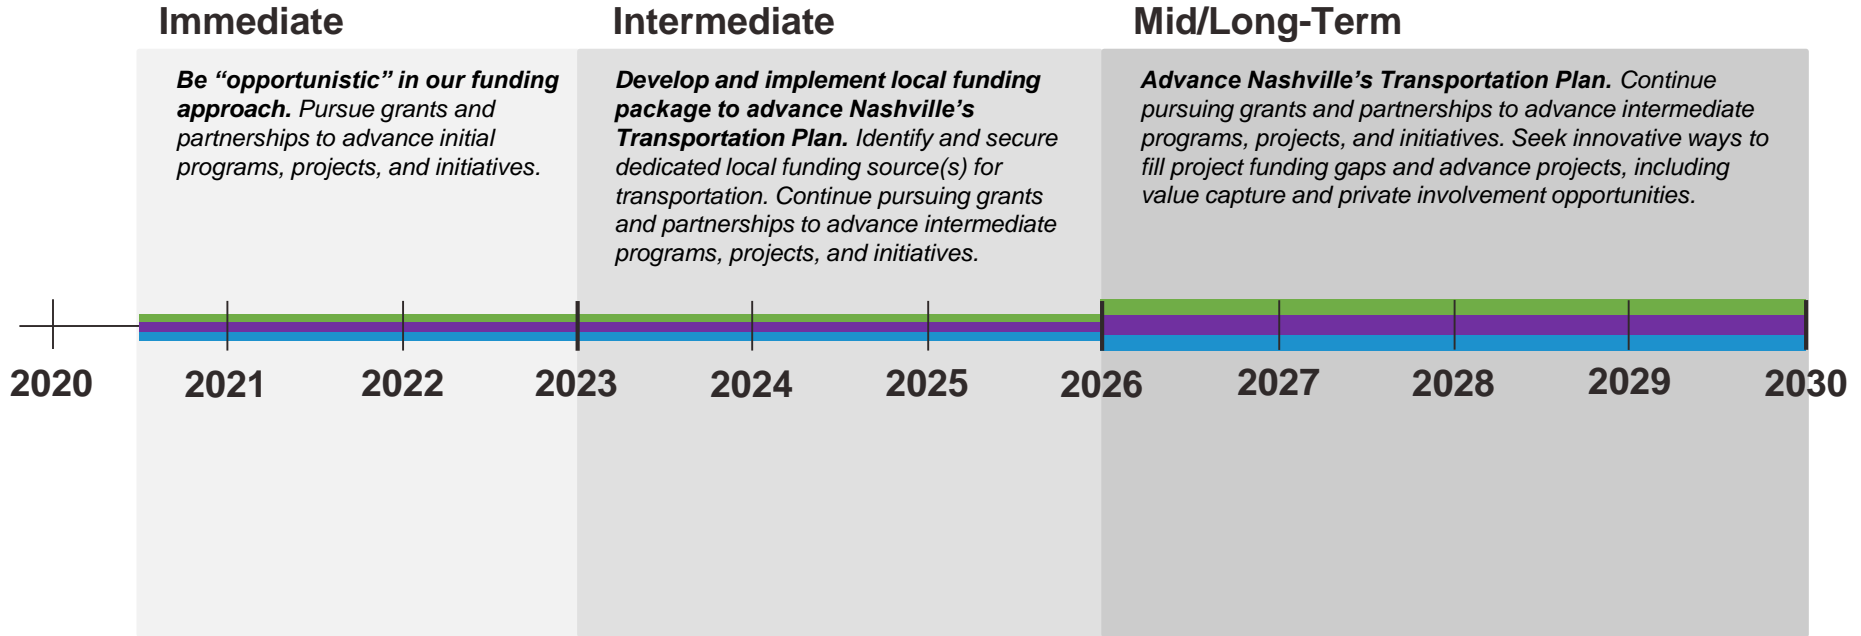 Immediate
Intermediate
Mid/Long-Term
Be “opportunistic” in our funding
approach. Pursue grants and
partnerships to advance initial
programs, projects, and initiatives.
Develop and implement local funding
package to advance Nashville’s
Transportation Plan. Identify and secure
dedicated local funding source(s) for
transportation. Continue pursuing grants
and partnerships to advance intermediate
programs, projects, and initiatives.
Advance Nashville’s Transportation Plan. Continue
pursuing grants and partnerships to advance intermediate
programs, projects, and initiatives. Seek innovative ways to
fill project funding gaps and advance projects, including
value capture and private involvement opportunities.
2020 2021 2022 2023 2024 2025 2026 2027 2028 2029 2030